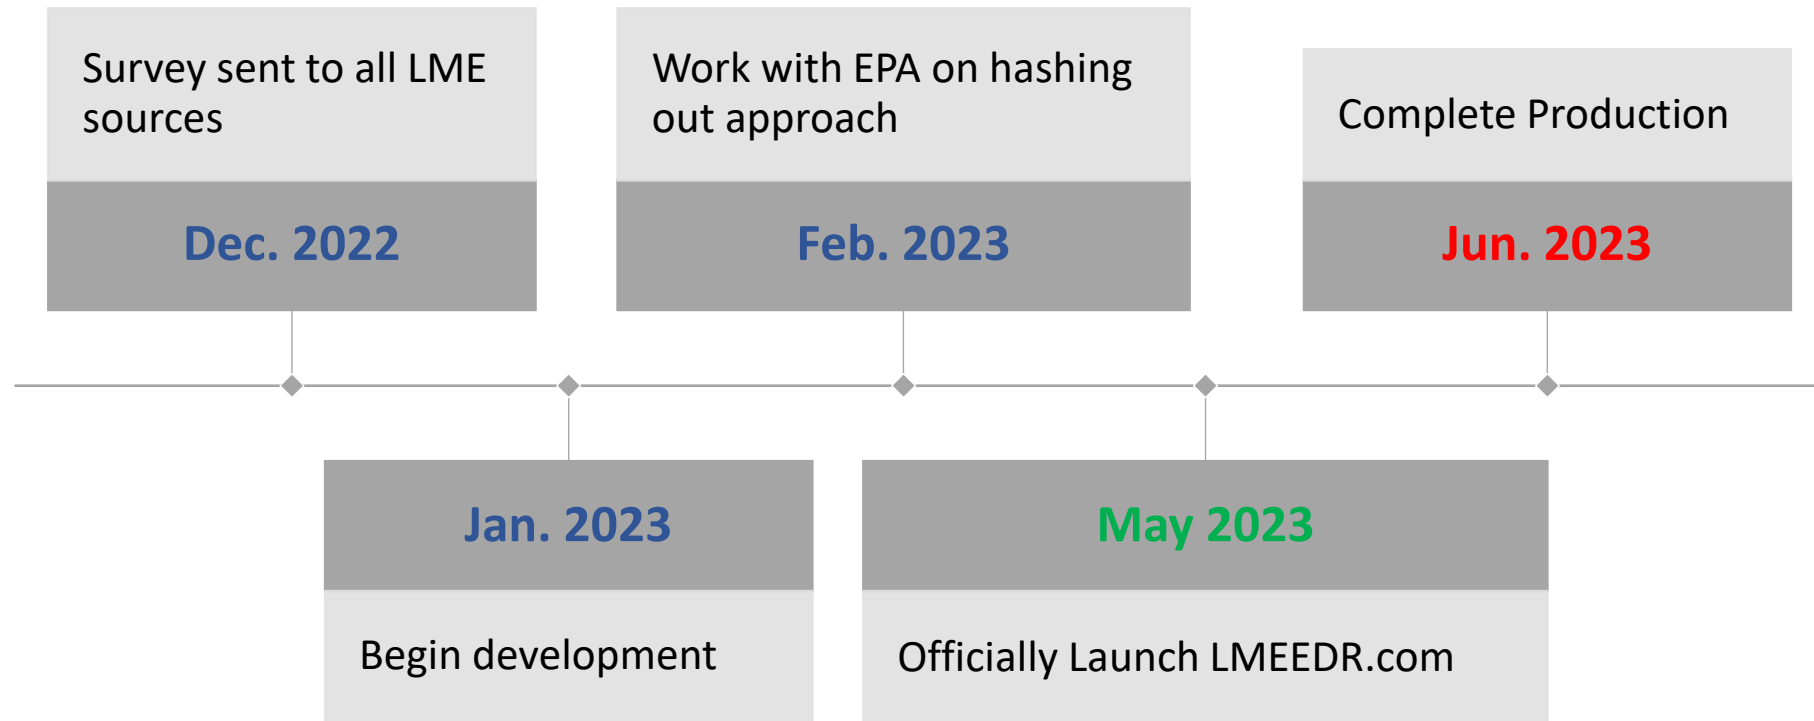 Survey sent to all LME
sources
Dec. 2022
Jan. 2023
Begin development
Work with EPA on hashing
out approach
Feb. 2023
May 2023
Officially Launch LMEEDR.com
Complete Production
Jun. 2023